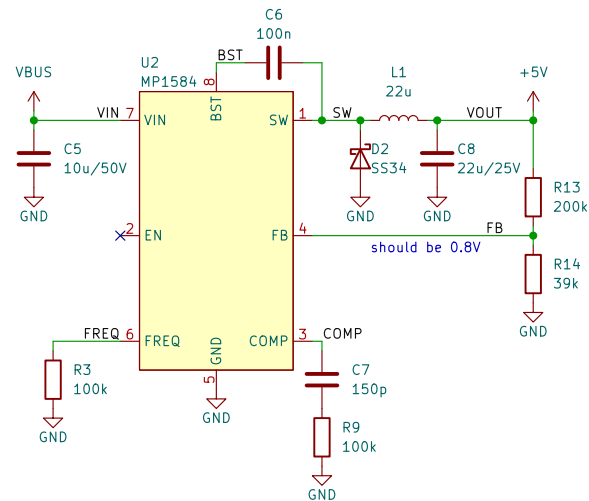 C6
100n
BST
U2
MP1584
8
VBUS
L1
22u
+5V
VIN
7
VIN
BST
SW
1
SW
VOUT
C5
10u/50V
D2
SS34
C8
22u/25V
GND
GND
GND
R13
200k
2
EN
FB
4
FB
should be 0.8V
R14
39k
GND
FREQ
6
FREQ
GND
COMP
3
COMP
R3
100k
5
C7
150p
GND
GND
R9
100k
GND